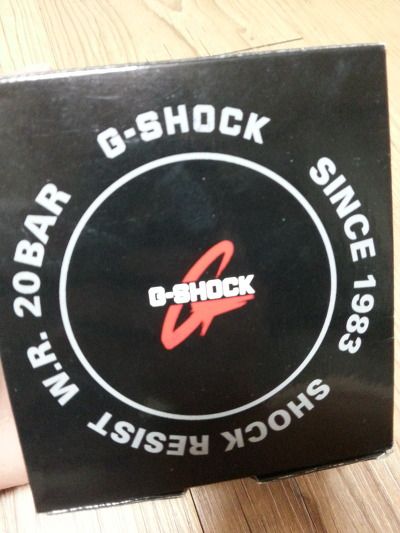 G-SHOCK
SINCE 1983
SHOCK RESIST
W.R. 20BAR
G-SHOCK